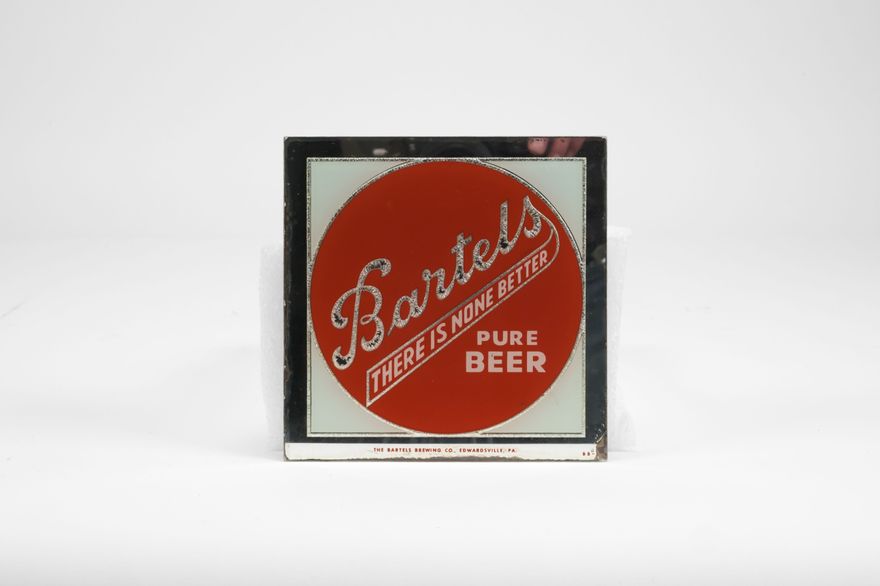 Bartels
THERE IS NONE BETTER
PURE
BEER
THE BARTELS BREWING CO., EDWARDSVILLE, PA.